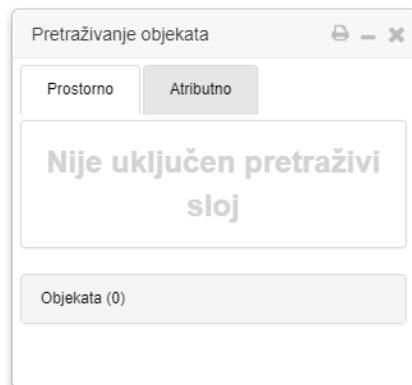 Pretraživanje objekata
Prostorno
Atributno
Nije uključen pretraživi
sloj
Objekata (0)